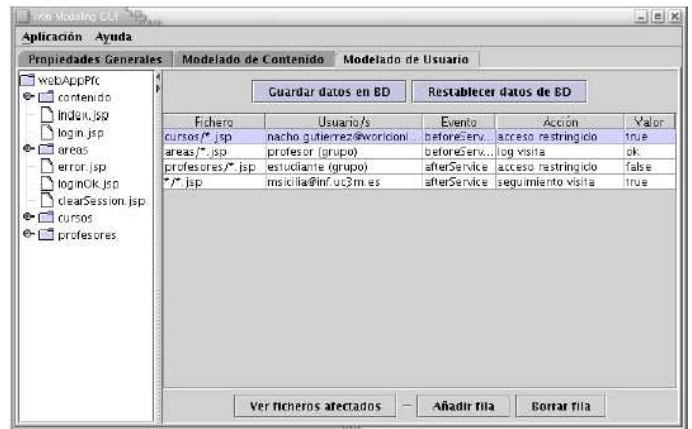 Web Modeling GUI
Aplicación Ayuda
Propiedades Generales Modelado de Contenido Modelado de Usuario
webAppPfc
contenido
index.jsp
login.jsp
areas
error.jsp
loginOk.jsp
clearSession.jsp
cursos
profesores
Guardar datos en BD Restablecer datos de BD
Fichero Usuario/s Evento Acción Valor
cursos/*.jsp nacho.gutierrez@worldonl... beforeServ... acceso restringido true
areas/*.jsp profesor (grupo) beforeServ... log visita ok
profesores/*.jsp estudiante (grupo) afterService acceso restringido false
*/*.jsp msicilia@inf.uc3m.es afterService seguimiento visita true
Ver ficheros afectados — Añadir fila Borrar fila